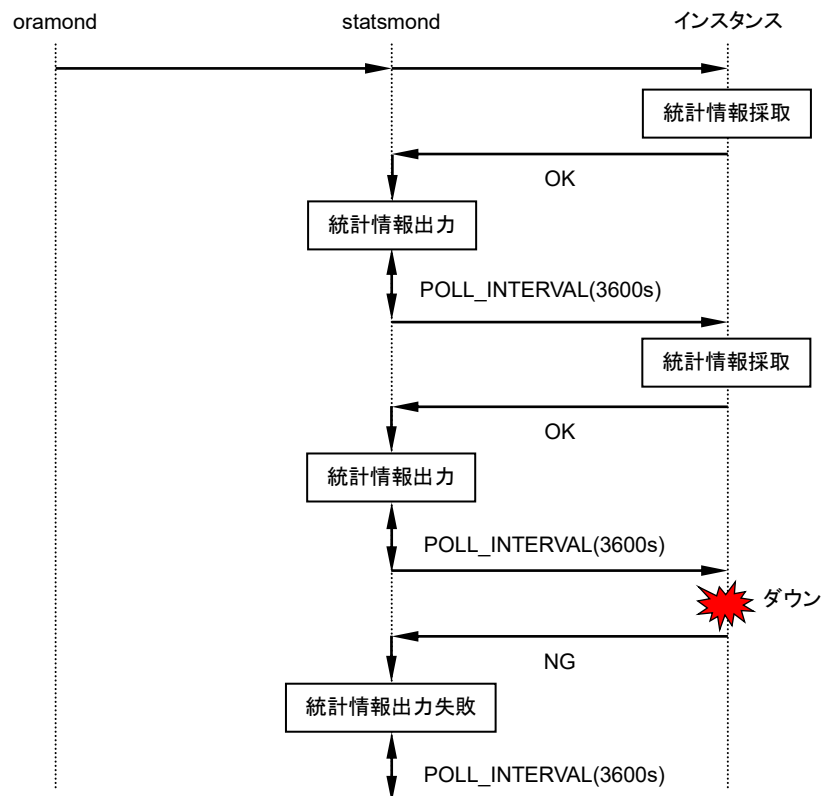 oramond
statsmond
インスタンス
統計情報採取
OK
統計情報出力
POLL_INTERVAL(3600s)
統計情報採取
OK
統計情報出力
POLL_INTERVAL(3600s)
ダウン
NG
統計情報出力失敗
POLL_INTERVAL(3600s)